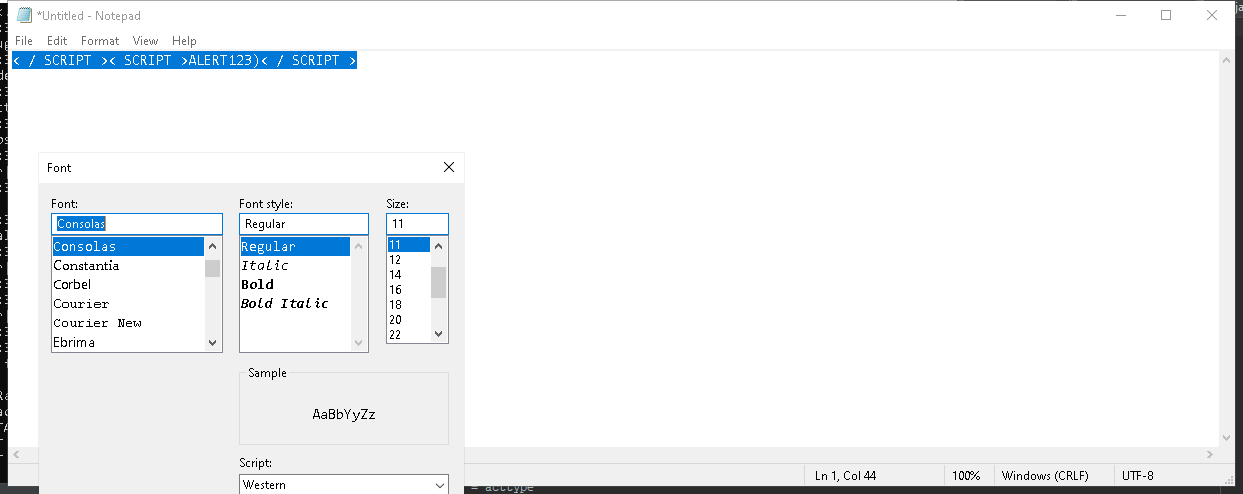 *Untitled - Notepad
File Edit Format View Help
< / SCRIPT >< SCRIPT >ALERT123)< / SCRIPT >
Font
Font: Font style: Size:
Consolas Regular 11
Consolas Regular 11
Constantia Italic 12
Corbel Bold 14
Courier Bold Italic 16
Courier New 18
Ebrima 20
22
Sample
AaBbYyZz
Script:
Western
Ln 1, Col 44 100% Windows (CRLF) UTF-8
= acctype